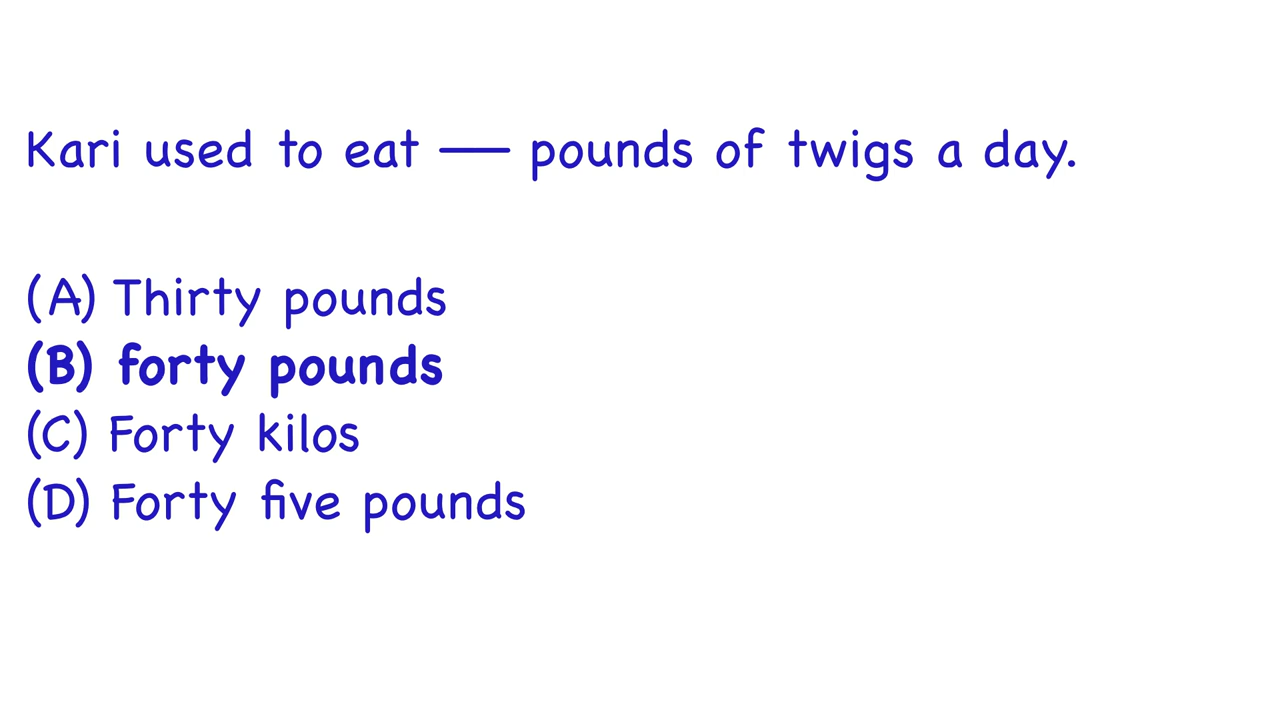 Kari used to eat — pounds of twigs a day.
(A) Thirty pounds
(B) forty pounds
(C) Forty kilos
(D) Forty five pounds